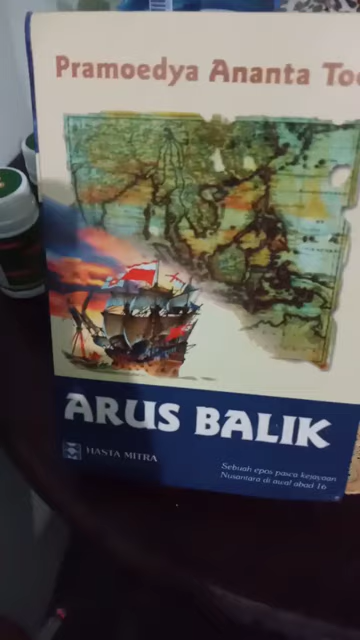 Pramoedya Ananta Toe
ARUS BALIK
HASTA MITRA
Sebuah epos pasca kejayaan
Nusantara di awal abad 16